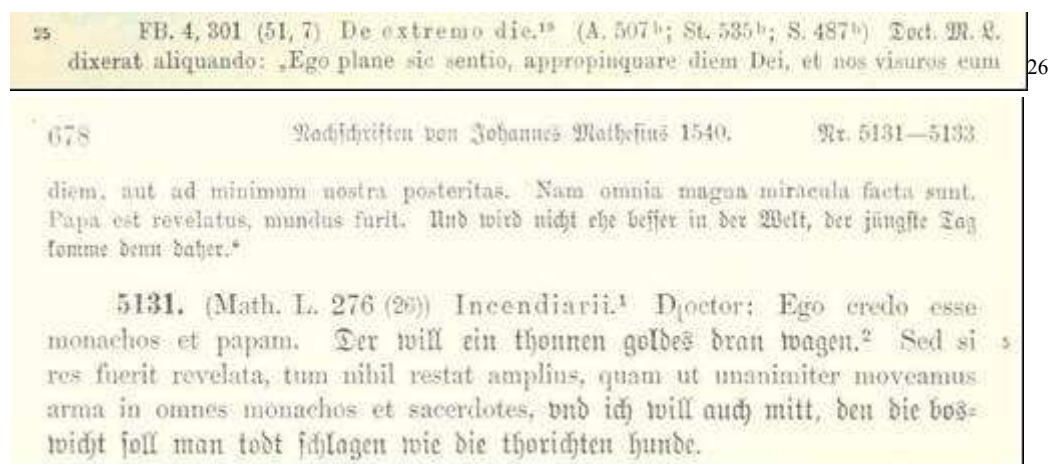 25 FB. 4, 301 (51, 7) De extremo die.¹⁹ (A. 507ᵇ; St. 535ᵇ; S. 487ᵇ) Doct. M. L.
dixerat aliquando: „Ego plane sic sentio, appropinquare diem Dei, et nos visuros eum
26
678 Nachschriften von Johannes Mathesius 1540. Nr. 5131—5133
diem, aut ad minimum nostra posteritas. Nam omnia magna miracula facta sunt.
Papa est revelatus, mundus furit. Und wird nicht ehe besser in der Welt, der jüngste Tag
komme denn daher.“
5131. (Math. L. 276 (26)) Incendiarii.¹ D[octor: Ego credo esse
monachos et papam. Der will ein thonnen goldes dran wagen.² Sed si 5
res fuerit revelata, tum nihil restat amplius, quam ut unanimiter moveamus
arma in omnes monachos et sacerdotes, vnd ich will auch mitt, den die bos=
wicht soll man todt schlagen wie die thorichten hunde.